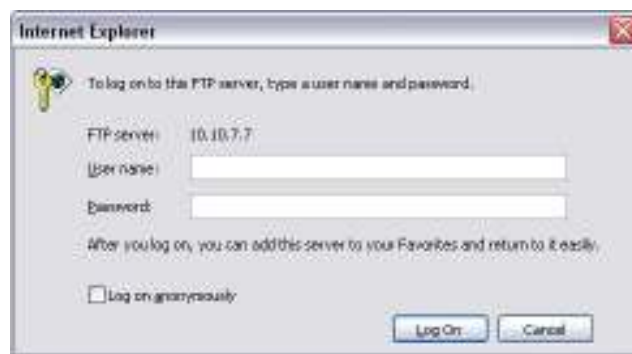 Internet Explorer
To log on to this FTP server, type a user name and password.
FTP server: 10.10.7.7
User name:
Password:
After you log on, you can add this server to your Favorites and return to it easily.
Log on anonymously
Log On Cancel